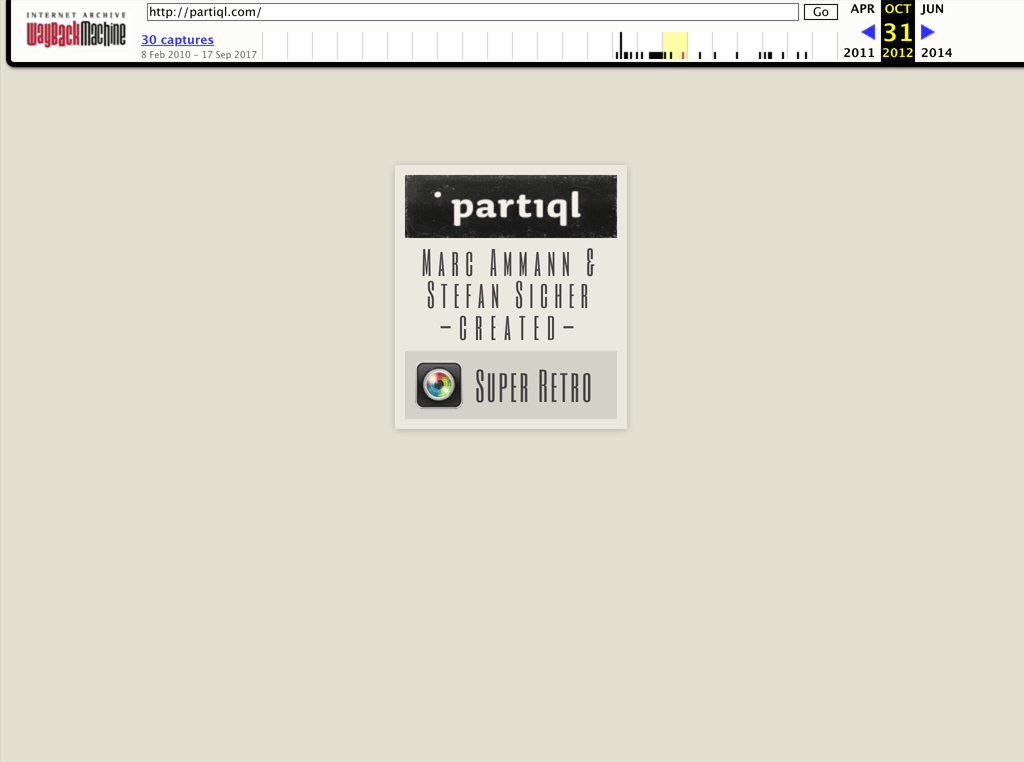 INTERNET ARCHIVE
WayBackMachine
http://partiql.com/
Go
30 captures
8 Feb 2010 – 17 Sep 2017
APR
OCT
JUN
31
2011
2012
2014
partıql
Marc Ammann &
Stefan Sicher
–CREATED–
Super Retro